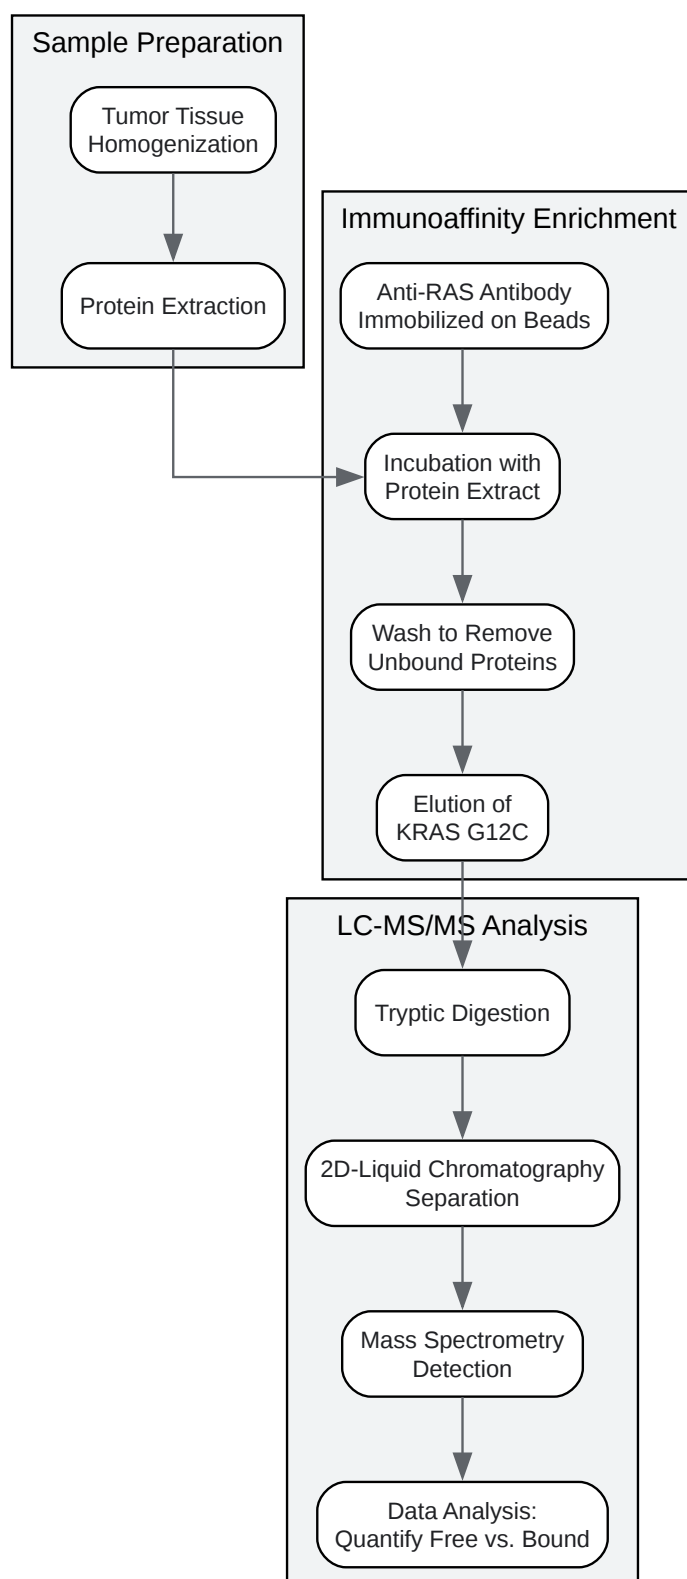 Sample Preparation
Tumor Tissue
Homogenization
Protein Extraction
Immunoaffinity Enrichment
Anti-RAS Antibody
Immobilized on Beads
Incubation with
Protein Extract
Wash to Remove
Unbound Proteins
Elution of
KRAS G12C
LC-MS/MS Analysis
Tryptic Digestion
2D-Liquid Chromatography
Separation
Mass Spectrometry
Detection
Data Analysis:
Quantify Free vs. Bound